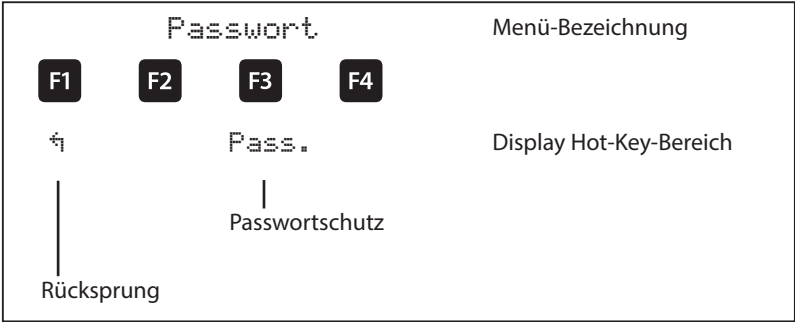 Passwort Menü-Bezeichnung
F1 F2 F3 F4
Pass. Display Hot-Key-Bereich
Passwortschutz
Rücksprung